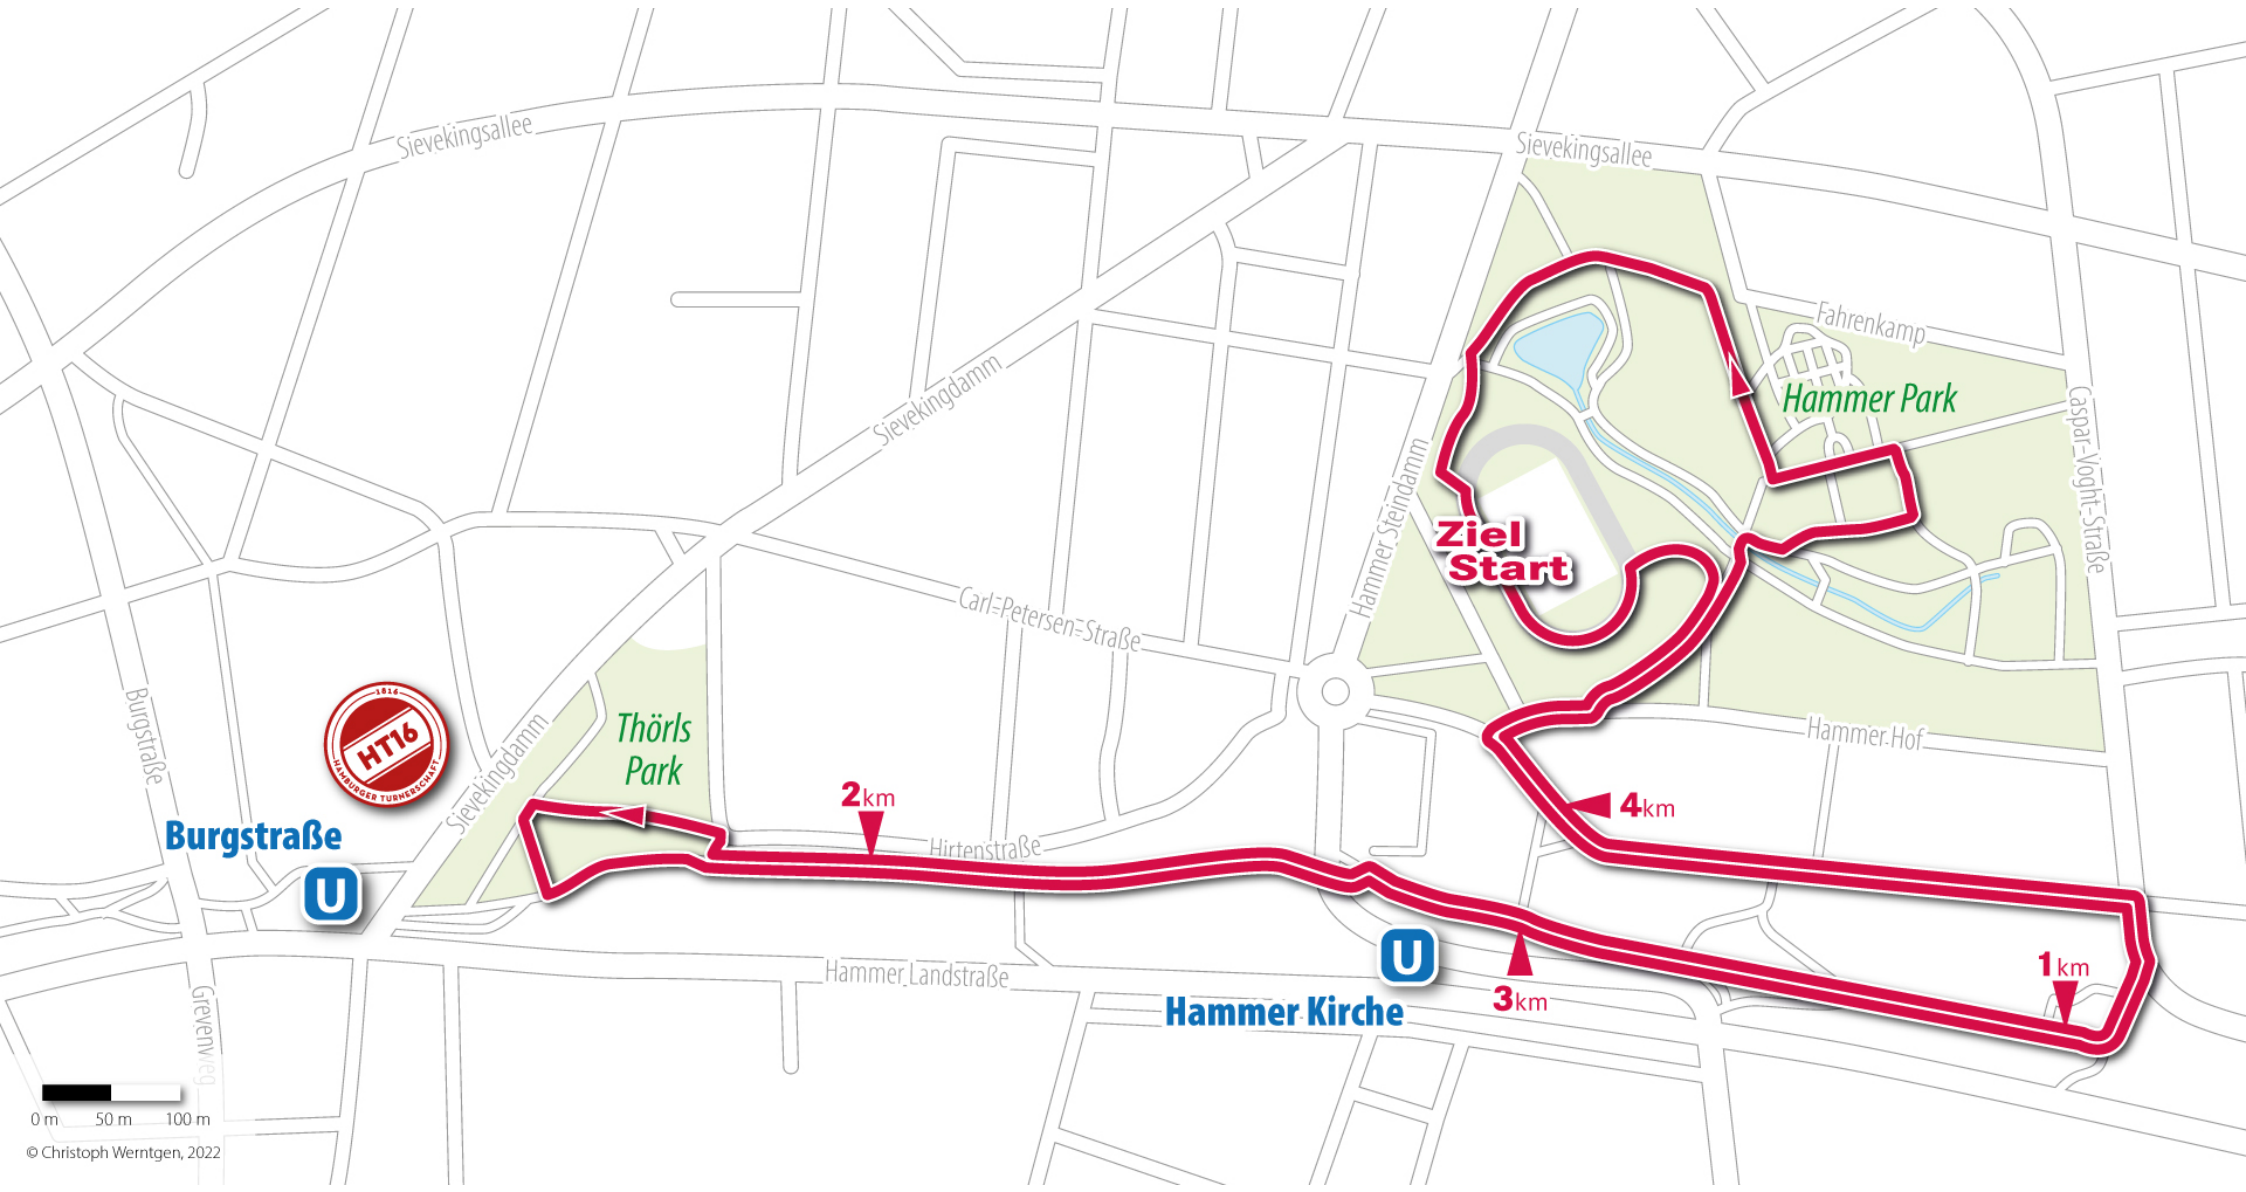 Sievekingsallee
Sievekingsallee
Fahrenkamp
Hammer Park
Caspar-Voght-Straße
Sievekingdamm
Hammer Steindamm
Ziel
Start
Carl-Petersen-Straße
Burgstraße
1816
HT16
HAMBURGER TURNERSCHAFT
Sievekingdamm
Thörls
Park
Hammer Hof
2km
4km
Burgstraße
U
Hirtenstraße
U
Hammer Kirche
3km
1km
Hammer Landstraße
Grevenweg
0 m 50 m 100 m
© Christoph Werntgen, 2022